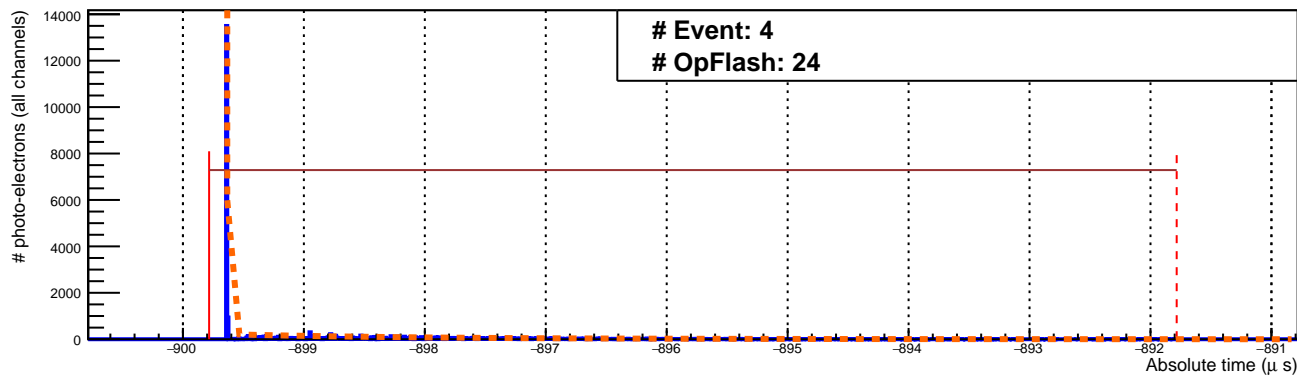 # Event: 4
# OpFlash: 24
# photo-electrons (all channels)
14000
12000
10000
8000
6000
4000
2000
0
−900 −899 −898 −897 −896 −895 −894 −893 −892 −891
Absolute time (μ s)